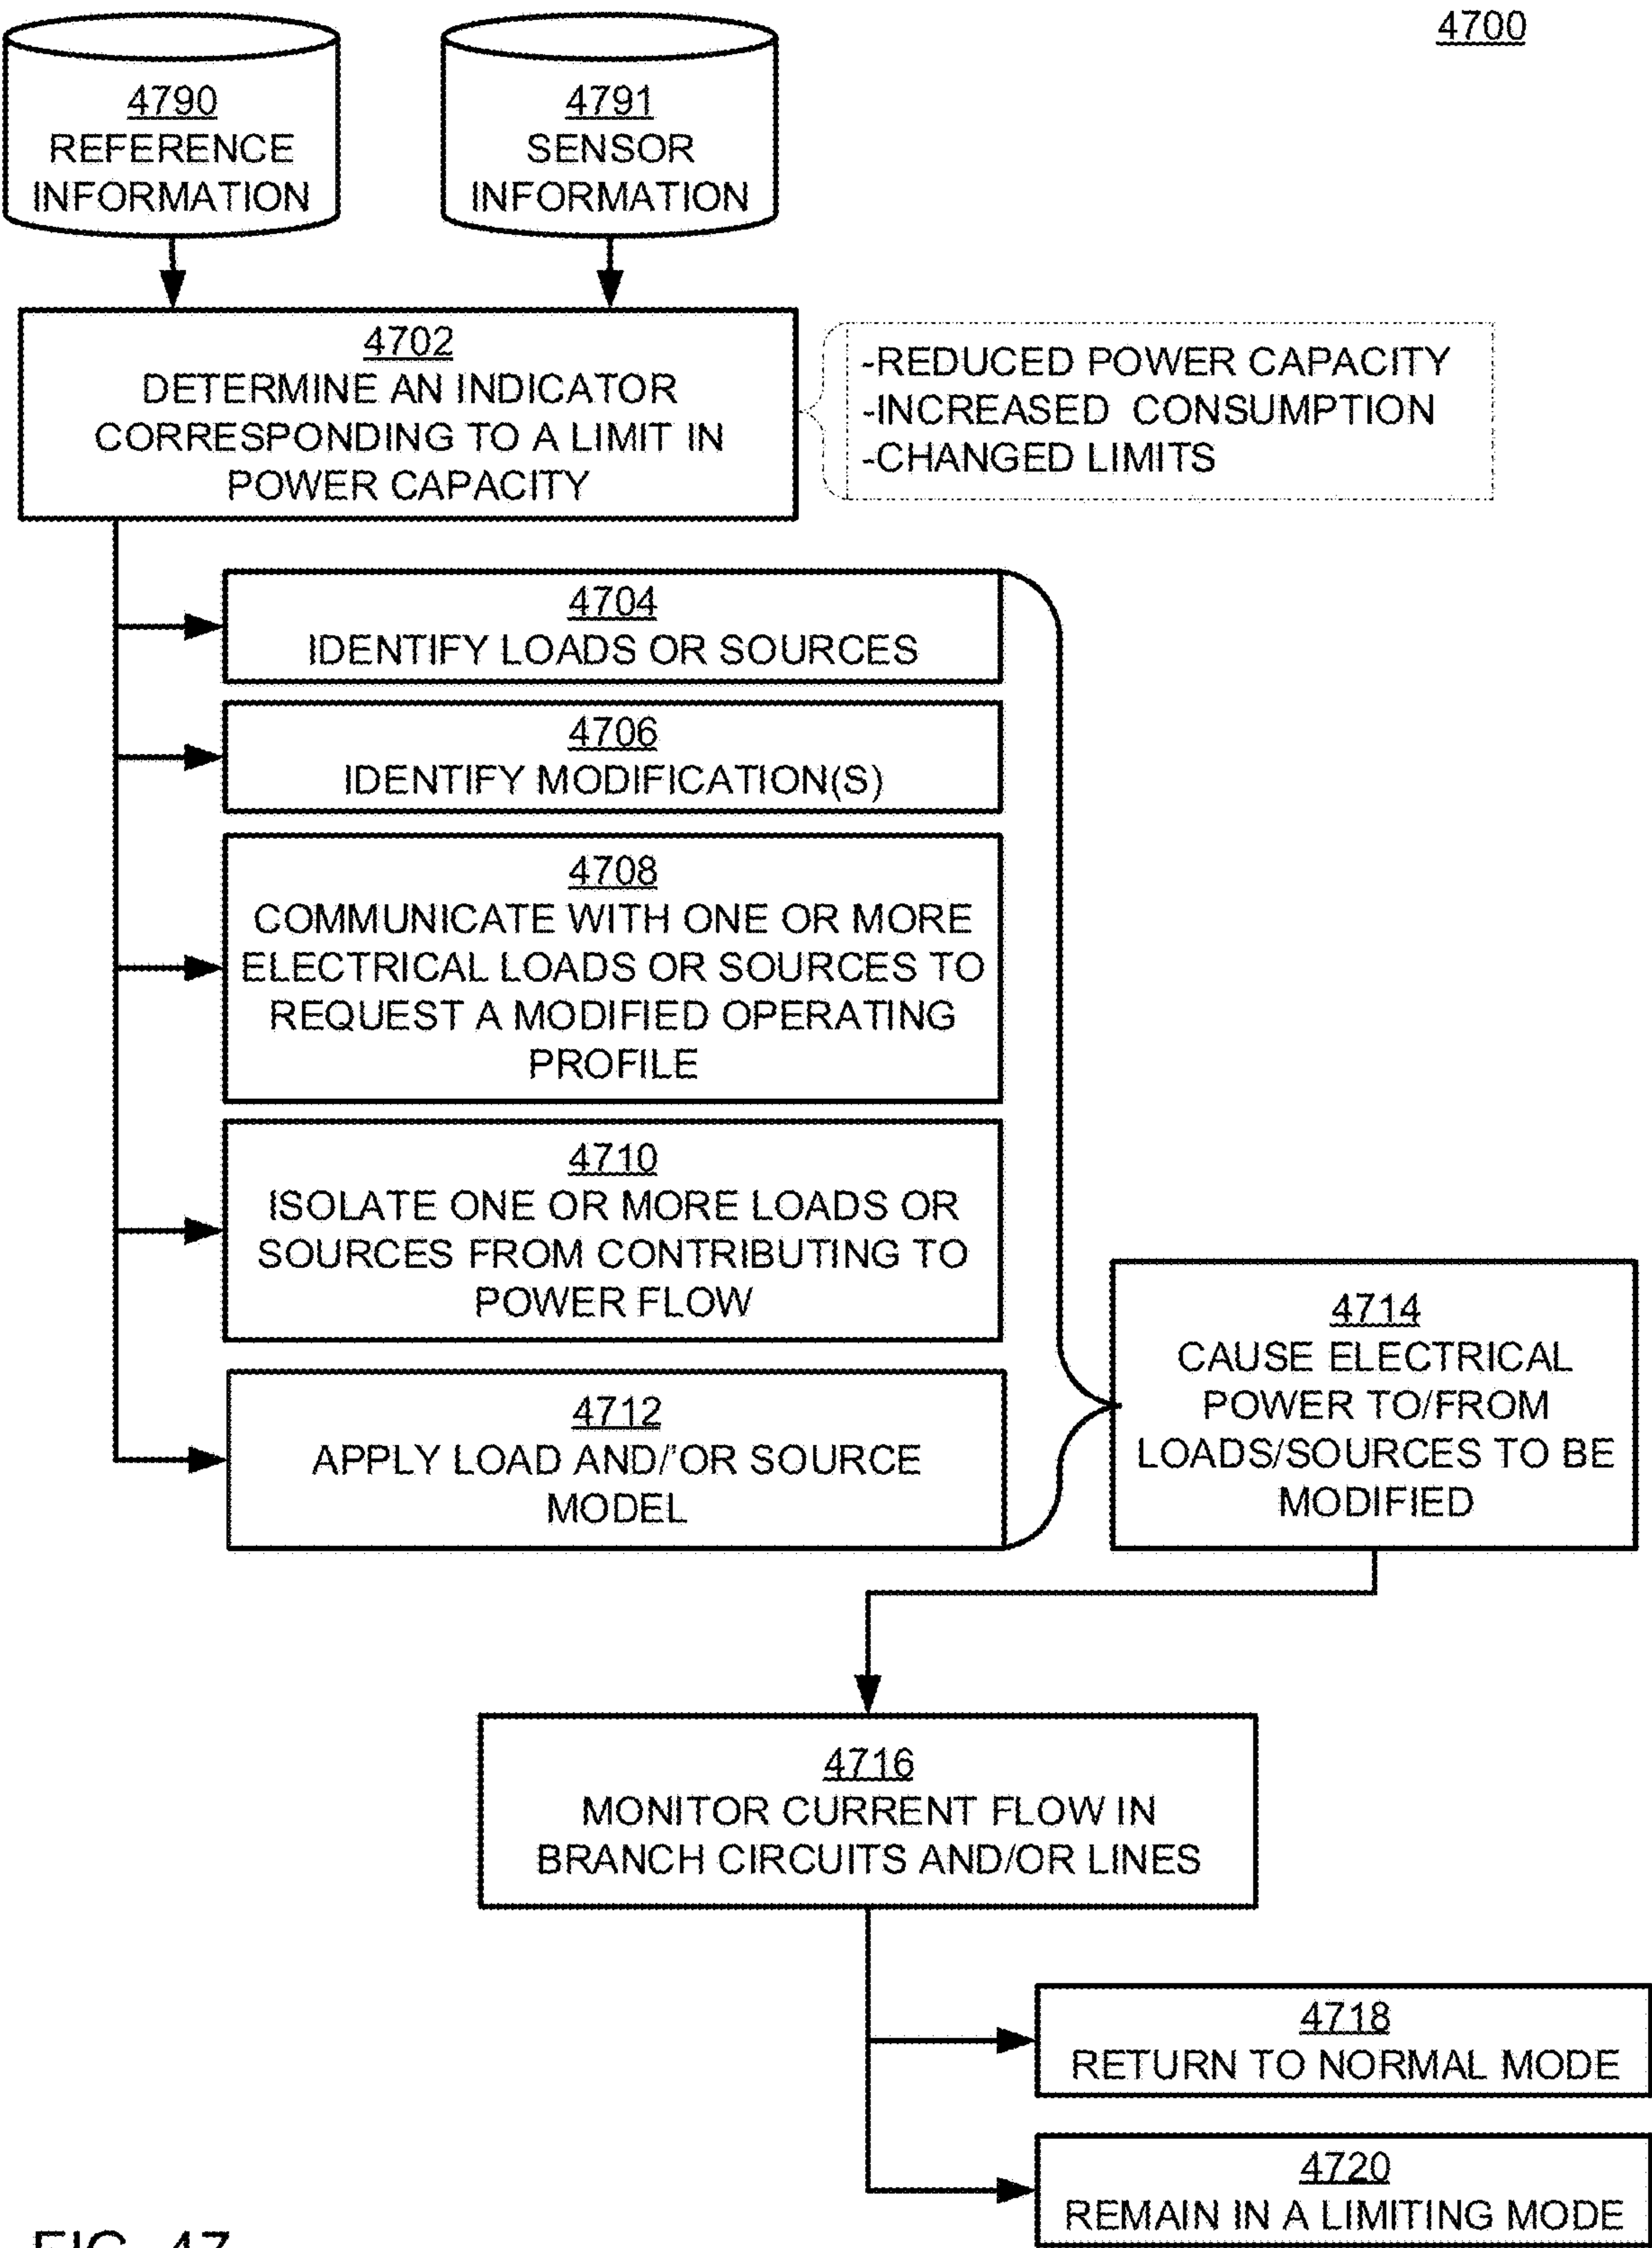 4700
4790
REFERENCE
INFORMATION
4791
SENSOR
INFORMATION
4702
DETERMINE AN INDICATOR
CORRESPONDING TO A LIMIT IN
POWER CAPACITY
-REDUCED POWER CAPACITY
-INCREASED CONSUMPTION
-CHANGED LIMITS
4704
IDENTIFY LOADS OR SOURCES
4706
IDENTIFY MODIFICATION(S)
4708
COMMUNICATE WITH ONE OR MORE
ELECTRICAL LOADS OR SOURCES TO
REQUEST A MODIFIED OPERATING
PROFILE
4710
ISOLATE ONE OR MORE LOADS OR
SOURCES FROM CONTRIBUTING TO
POWER FLOW
4712
APPLY LOAD AND/'OR SOURCE
MODEL
4714
CAUSE ELECTRICAL
POWER TO/FROM
LOADS/SOURCES TO BE
MODIFIED
4716
MONITOR CURRENT FLOW IN
BRANCH CIRCUITS AND/OR LINES
4718
RETURN TO NORMAL MODE
4720
REMAIN IN A LIMITING MODE
FIG. 47